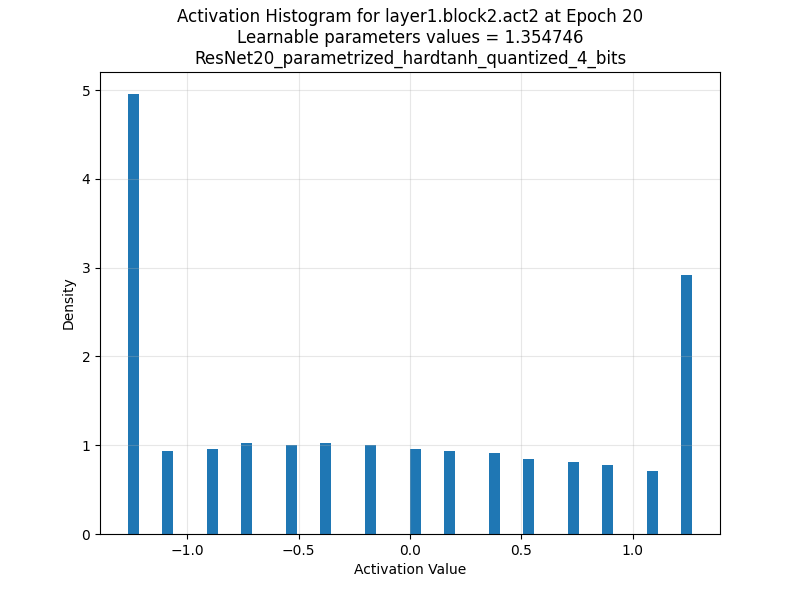 Activation Histogram for layer1.block2.act2 at Epoch 20
Learnable parameters values = 1.354746
ResNet20_parametrized_hardtanh_quantized_4_bits
5
4
3
2
1
0
Density
−1.0 −0.5 0.0 0.5 1.0
Activation Value